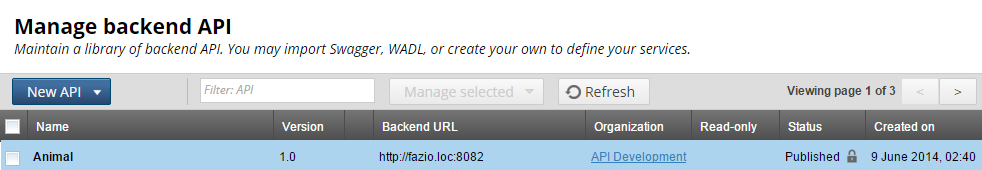 Manage backend API
Maintain a library of backend API. You may import Swagger, WADL, or create your own to define your services.
New API Filter: API Manage selected Refresh Viewing page 1 of 3 < >
Name Version Backend URL Organization Read-only Status Created on
Animal 1.0 http://fazio.loc:8082 API Development Published 9 June 2014, 02:40